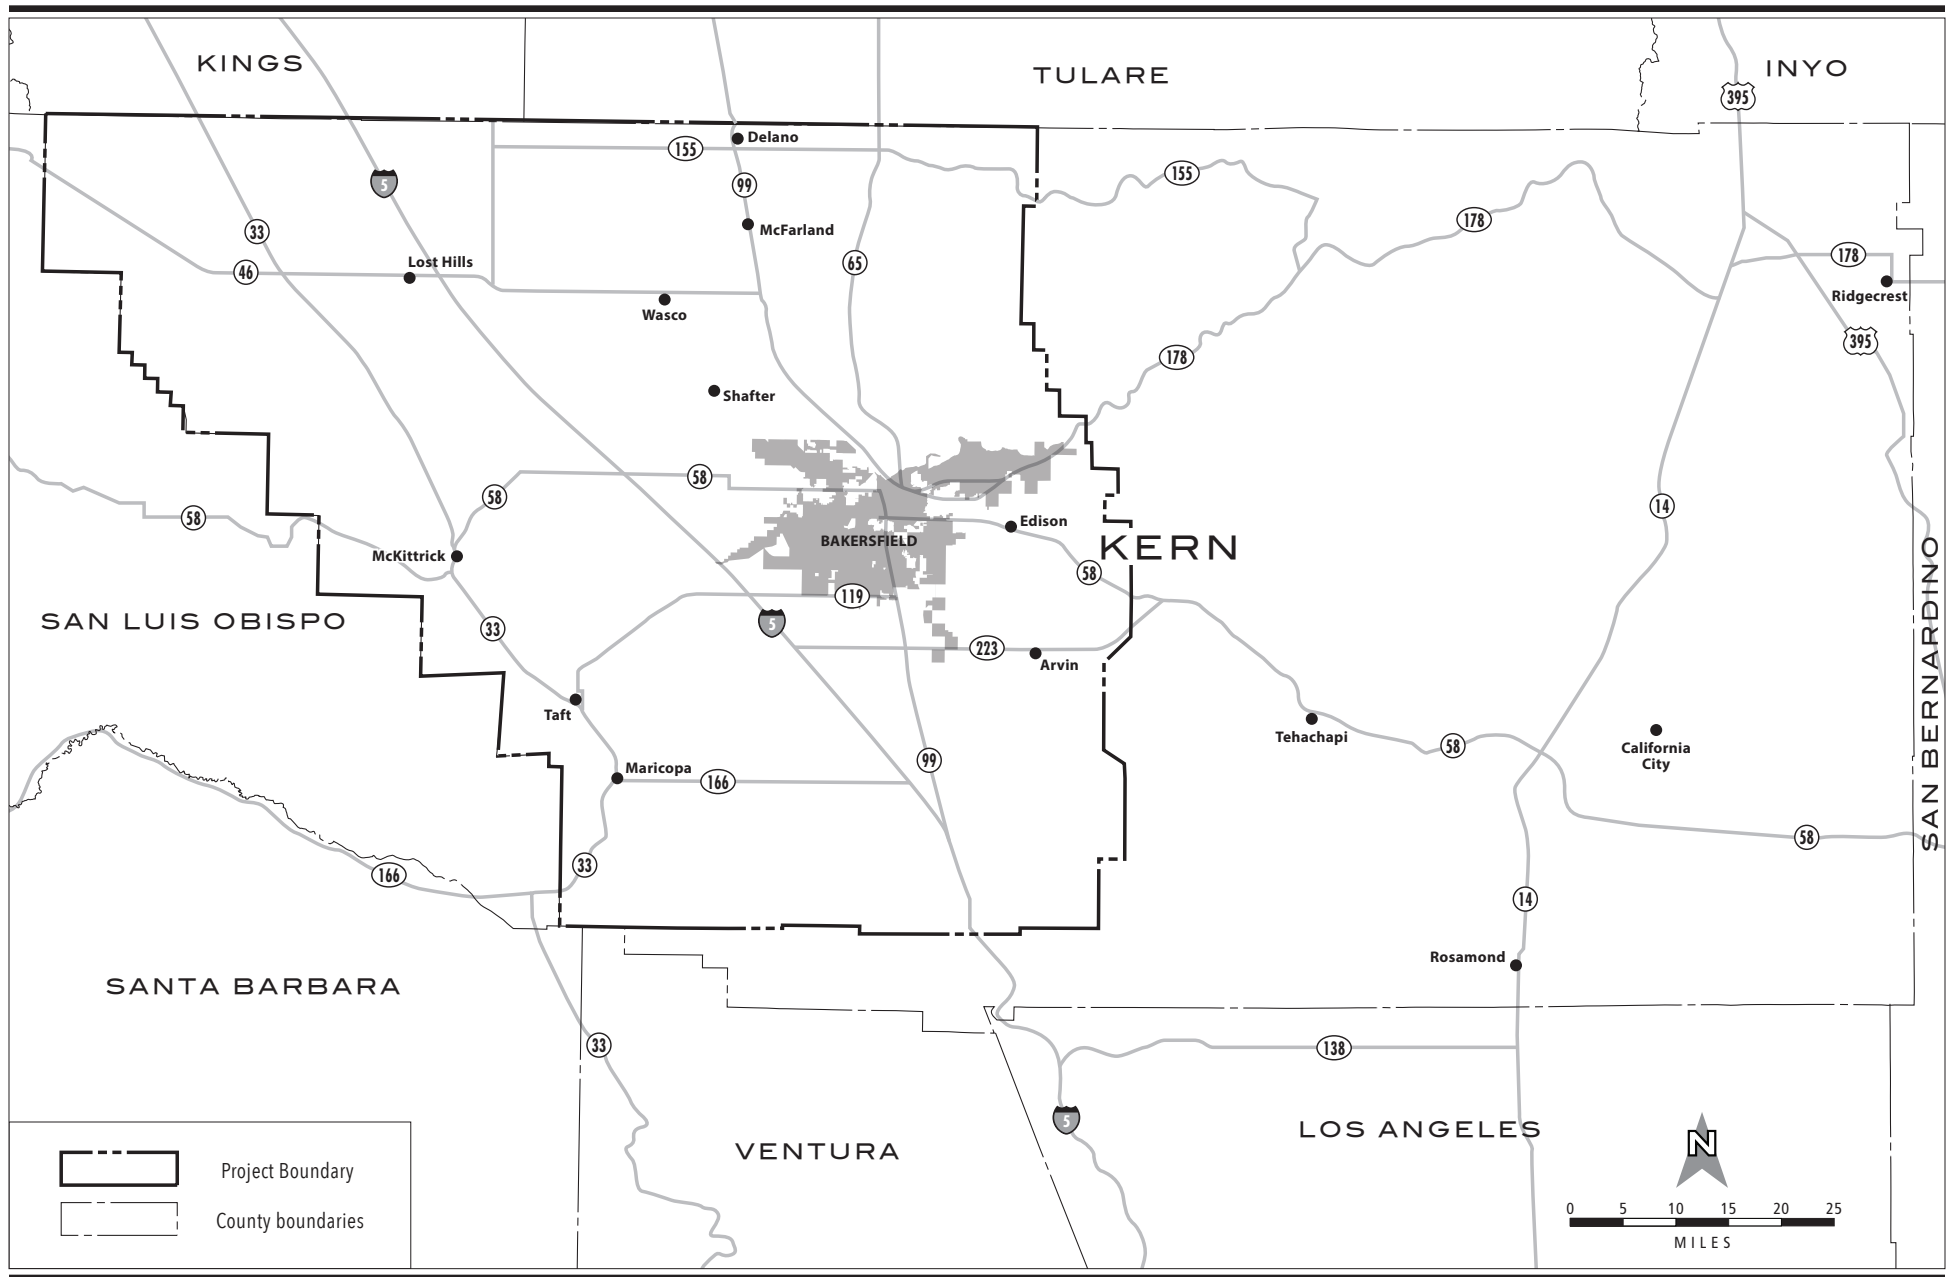 KINGS
TULARE
INYO
395
Delano
155
155
5
99
178
33
McFarland
65
178
46
Lost Hills
Ridgecrest
Wasco
395
178
Shafter
58
58
14
58
Edison
BAKERSFIELD
KERN
McKittrick
58
119
SAN LUIS OBISPO
5
33
223
Arvin
SAN BERNARDINO
Taft
Tehachapi
58
California
City
99
Maricopa
166
58
33
166
14
Rosamond
SANTA BARBARA
33
138
5
LOS ANGELES
VENTURA
N
Project Boundary
County boundaries
0 5 10 15 20 25
MILES